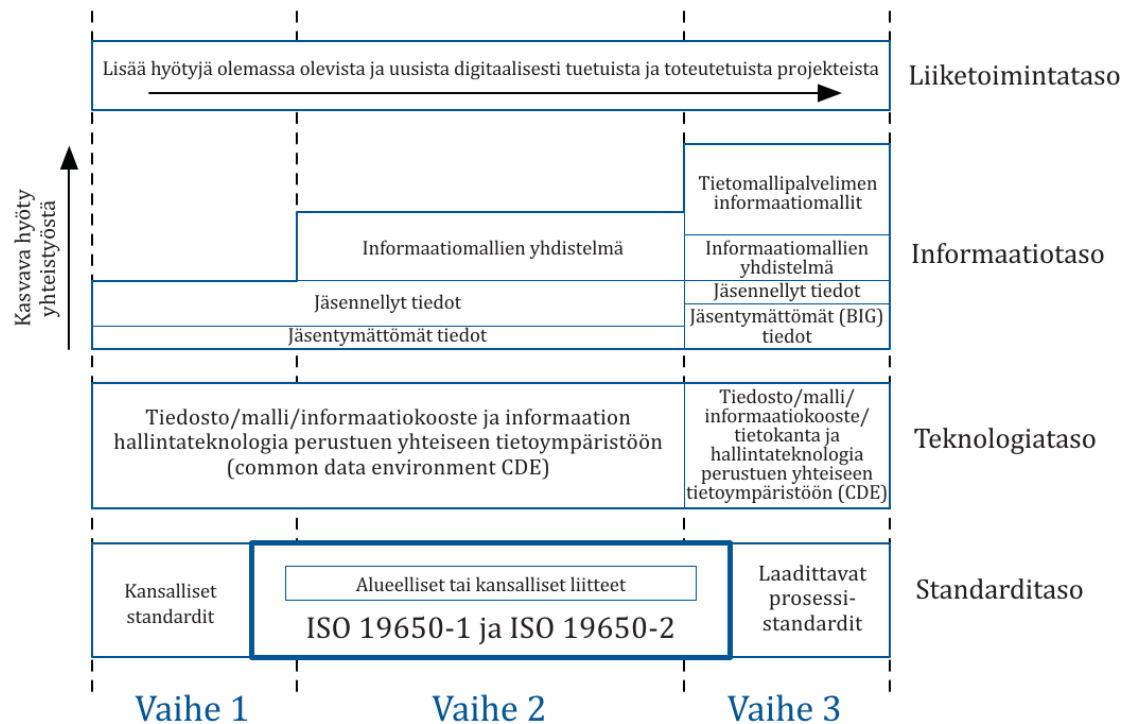 Lisää hyötyjä olemassa olevista ja uusista digitaalisesti tuetuista ja toteutetuista projekteista
Liiketoimintataso
Kasvava hyöty
yhteistyöstä
Tietomallipalvelimen
informaatiomallit
Informaatiomallien yhdistelmä
Informaatiomallien
yhdistelmä
Informaatiotaso
Jäsennellyt tiedot
Jäsennellyt tiedot
Jäsentymättömät tiedot
Jäsentymättömät (BIG)
tiedot
Tiedosto/malli/informaatiokooste ja informaation
hallintateknologia perustuen yhteiseen tietoympäristöön
(common data environment CDE)
Tiedosto/malli/
informaatiokooste/
tietokanta ja
hallintateknologia
perustuen yhteiseen
tietoympäristöön (CDE)
Teknologiataso
Kansalliset
standardit
Alueelliset tai kansalliset liitteet
ISO 19650-1 ja ISO 19650-2
Laadittavat
prosessi-
standardit
Standarditaso
Vaihe 1
Vaihe 2
Vaihe 3